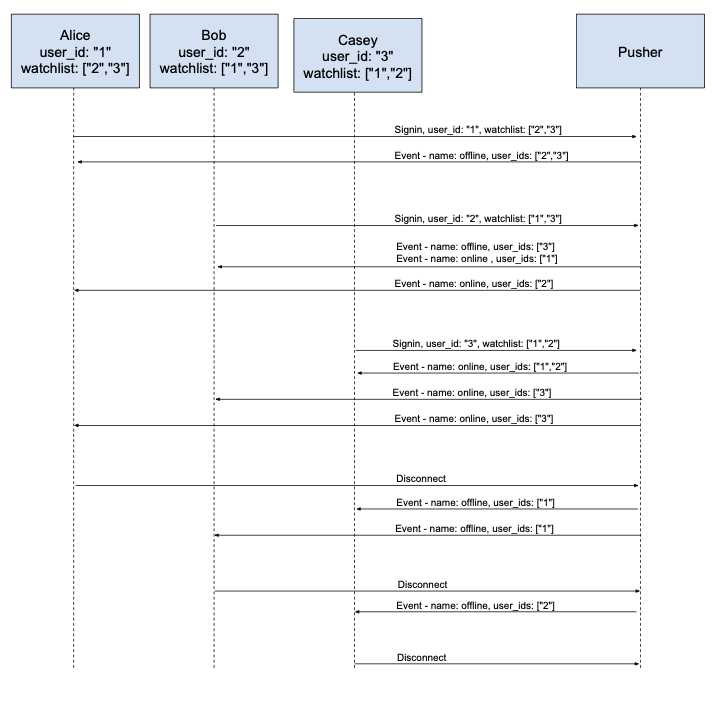 Alice
user_id: "1"
watchlist: ["2","3"]
Bob
user_id: "2"
watchlist: ["1","3"]
Casey
user_id: "3"
watchlist: ["1","2"]
Pusher
Signin, user_id: "1", watchlist: ["2","3"]
Event - name: offline, user_ids: ["2","3"]
Signin, user_id: "2", watchlist: ["1","3"]
Event - name: offline, user_ids: ["3"]
Event - name: online , user_ids: ["1"]
Event - name: online, user_ids: ["2"]
Signin, user_id: "3", watchlist: ["1","2"]
Event - name: online, user_ids: ["1","2"]
Event - name: online, user_ids: ["3"]
Event - name: online, user_ids: ["3"]
Disconnect
Event - name: offline, user_ids: ["1"]
Event - name: offline, user_ids: ["1"]
Disconnect
Event - name: offline, user_ids: ["2"]
Disconnect